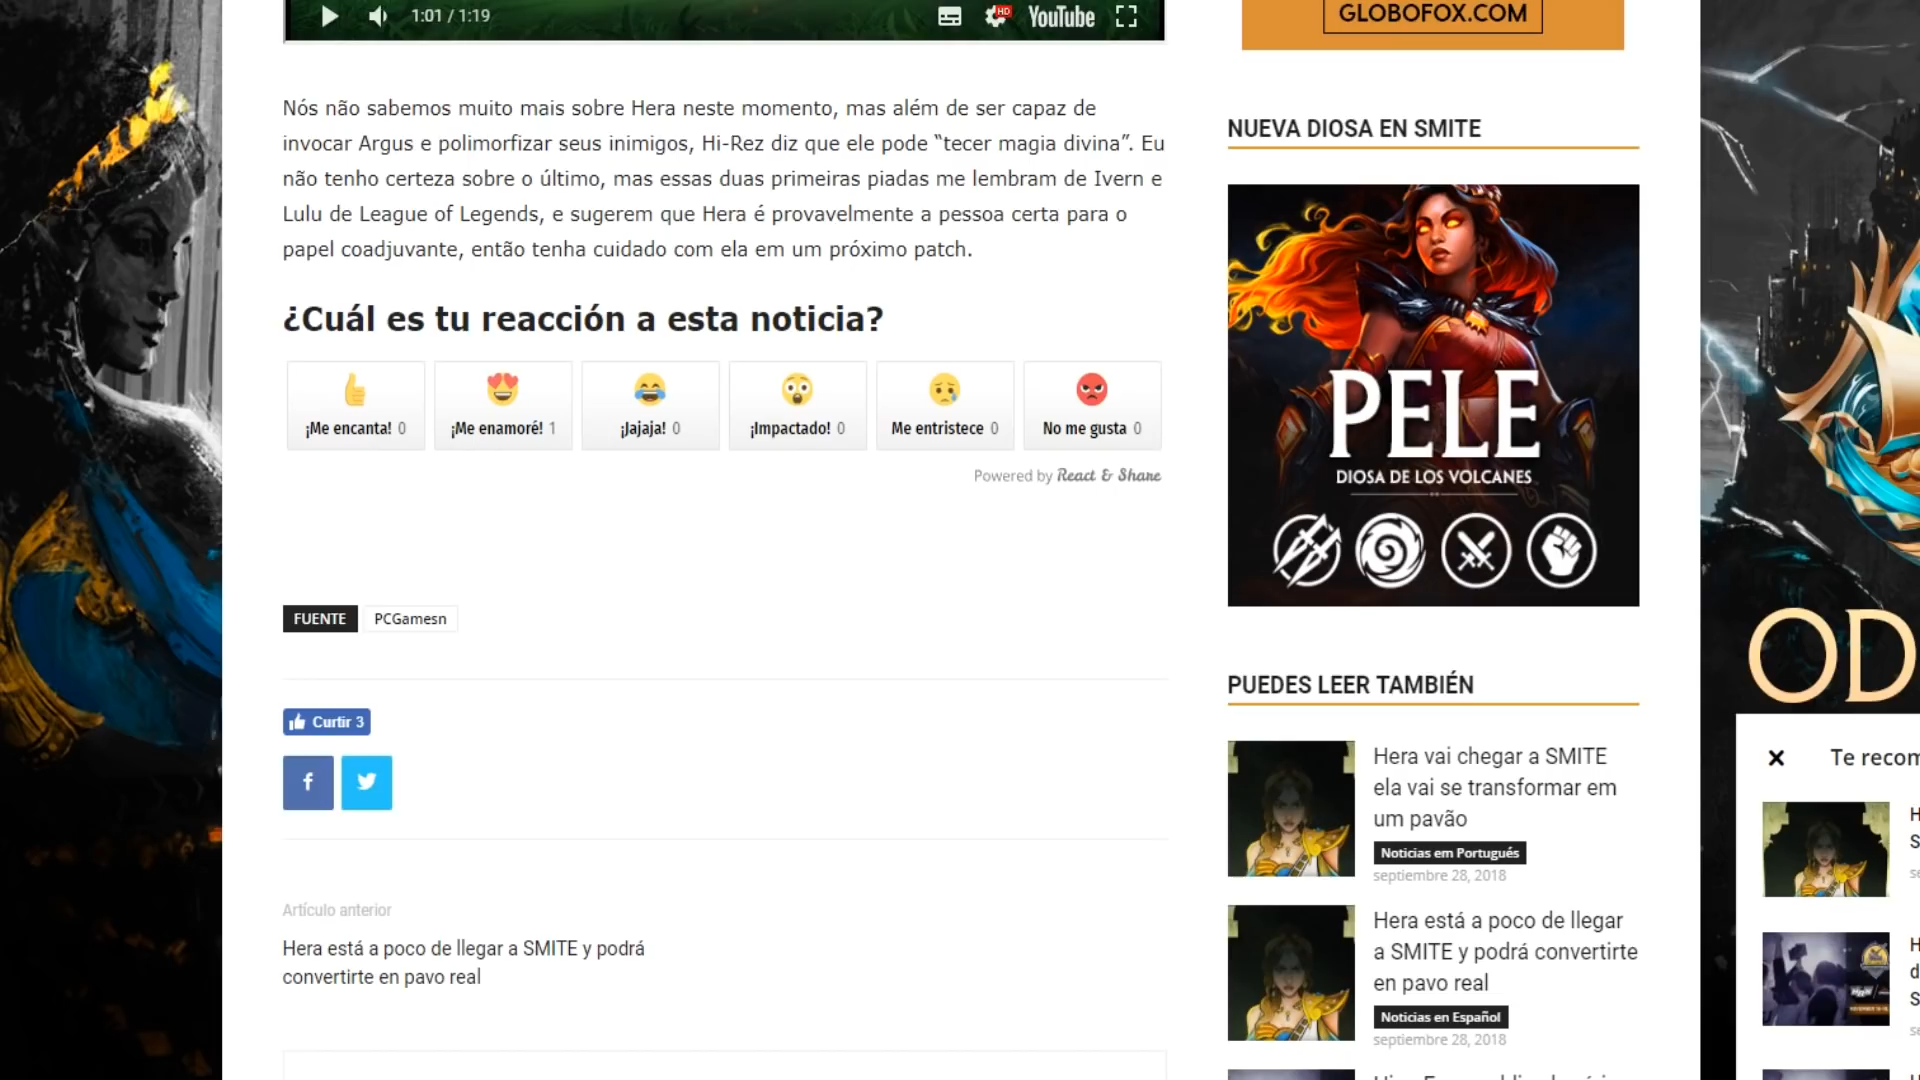 1:01 / 1:19
HD
YouTube
GLOBOFOX.COM
Nós não sabemos muito mais sobre Hera neste momento, mas além de ser capaz de
invocar Argus e polimorfizar seus inimigos, Hi-Rez diz que ele pode “tecer magia divina”. Eu
não tenho certeza sobre o último, mas essas duas primeiras piadas me lembram de Ivern e
Lulu de League of Legends, e sugerem que Hera é provavelmente a pessoa certa para o
papel coadjuvante, então tenha cuidado com ela em um próximo patch.
¿Cuál es tu reacción a esta noticia?
¡Me encanta! 0
¡Me enamoré! 1
¡Jajaja! 0
¡Impactado! 0
Me entristece 0
No me gusta 0
Powered by React & Share
FUENTE
PCGamesn
Curtir 3
Artículo anterior
Hera está a poco de llegar a SMITE y podrá
convertirte en pavo real
NUEVA DIOSA EN SMITE
PELE
DIOSA DE LOS VOLCANES
PUEDES LEER TAMBIÉN
Hera vai chegar a SMITE
ela vai se transformar em
um pavão
Noticias em Portugués
septiembre 28, 2018
Hera está a poco de llegar
a SMITE y podrá convertirte
en pavo real
Noticias en Español
septiembre 28, 2018
OD
Te recom
H
S
se
H
d
S
se